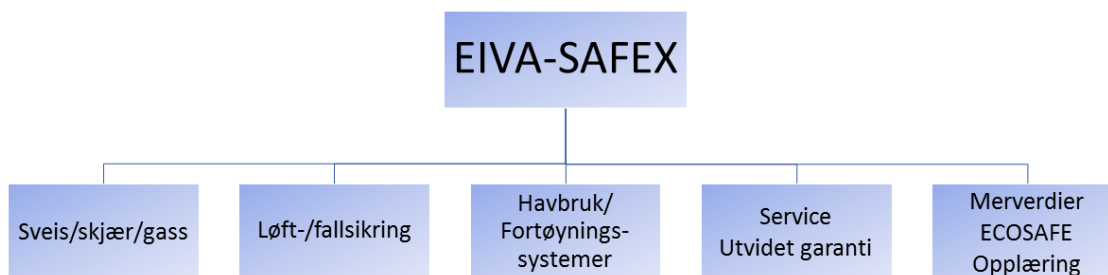 EIVA-SAFEX
Sveis/skjær/gass
Løft-/fallsikring
Havbruk/
Fortøynings-
systemer
Service
Utvidet garanti
Merverdier
ECOSAFE
Opplæring